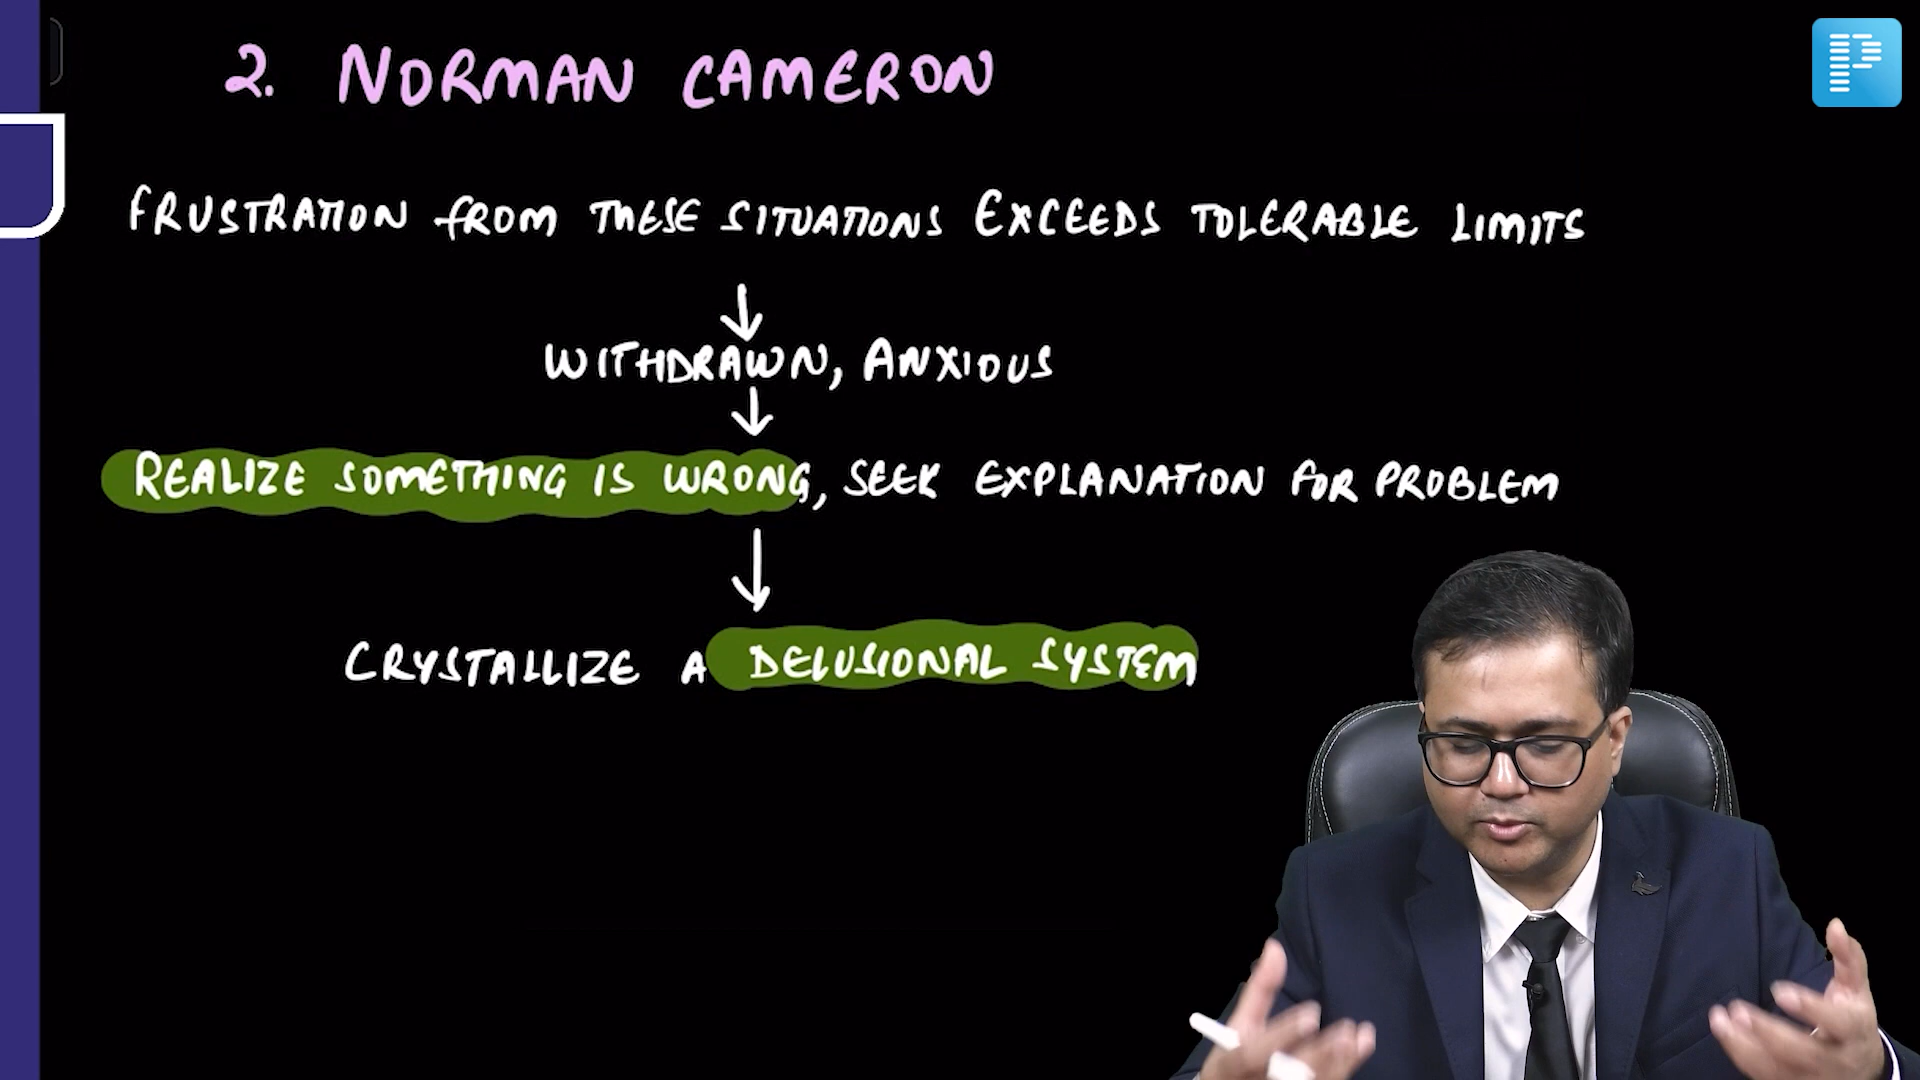 2. NORMAN CAMERON
FRUSTRATION FROM THESE SITUATIONS EXCEEDS TOLERABLE LIMITS
↓
WITHDRAWN, ANXIOUS
↓
REALIZE SOMETHING IS WRONG, SEEK EXPLANATION FOR PROBLEM
↓
CRYSTALLIZE A DELUSIONAL SYSTEM